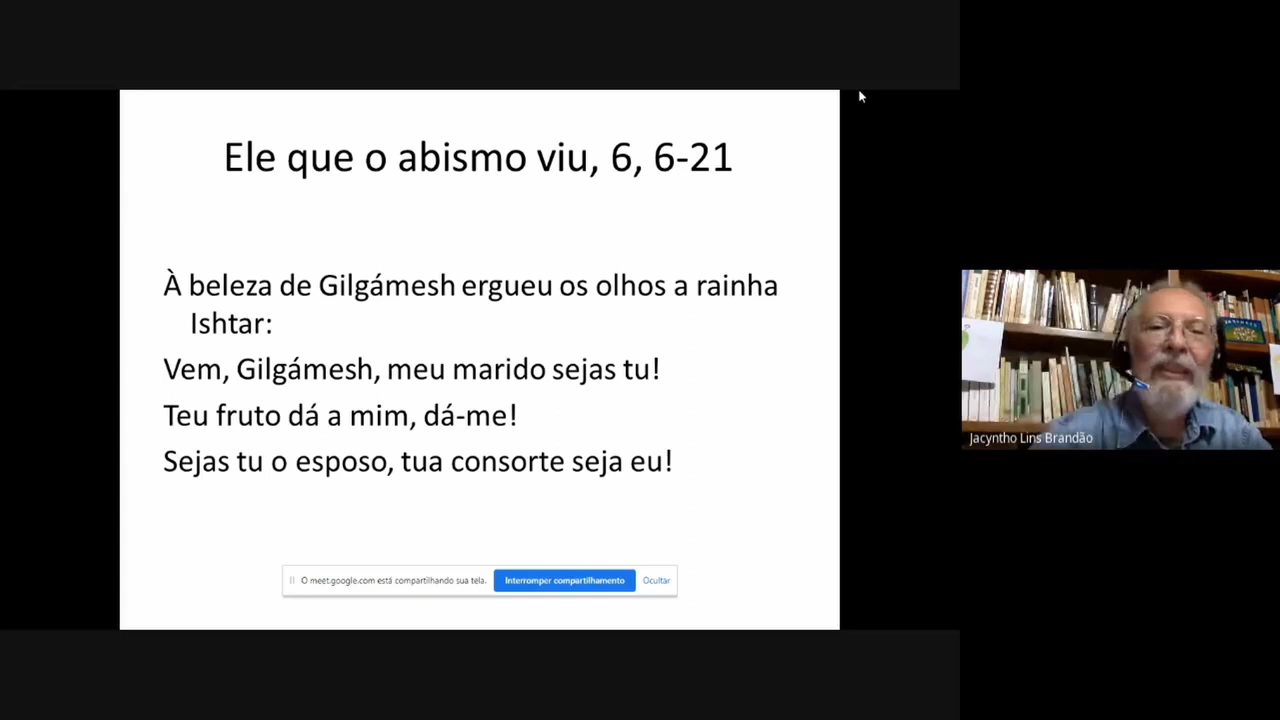 Ele que o abismo viu, 6, 6-21
À beleza de Gilgámesh ergueu os olhos a rainha
Ishtar:
Vem, Gilgámesh, meu marido sejas tu!
Teu fruto dá a mim, dá-me!
Sejas tu o esposo, tua consorte seja eu!
O meet.google.com está compartilhando sua tela.
Interromper compartilhamento
Ocultar
Jacyntho Lins Brandão